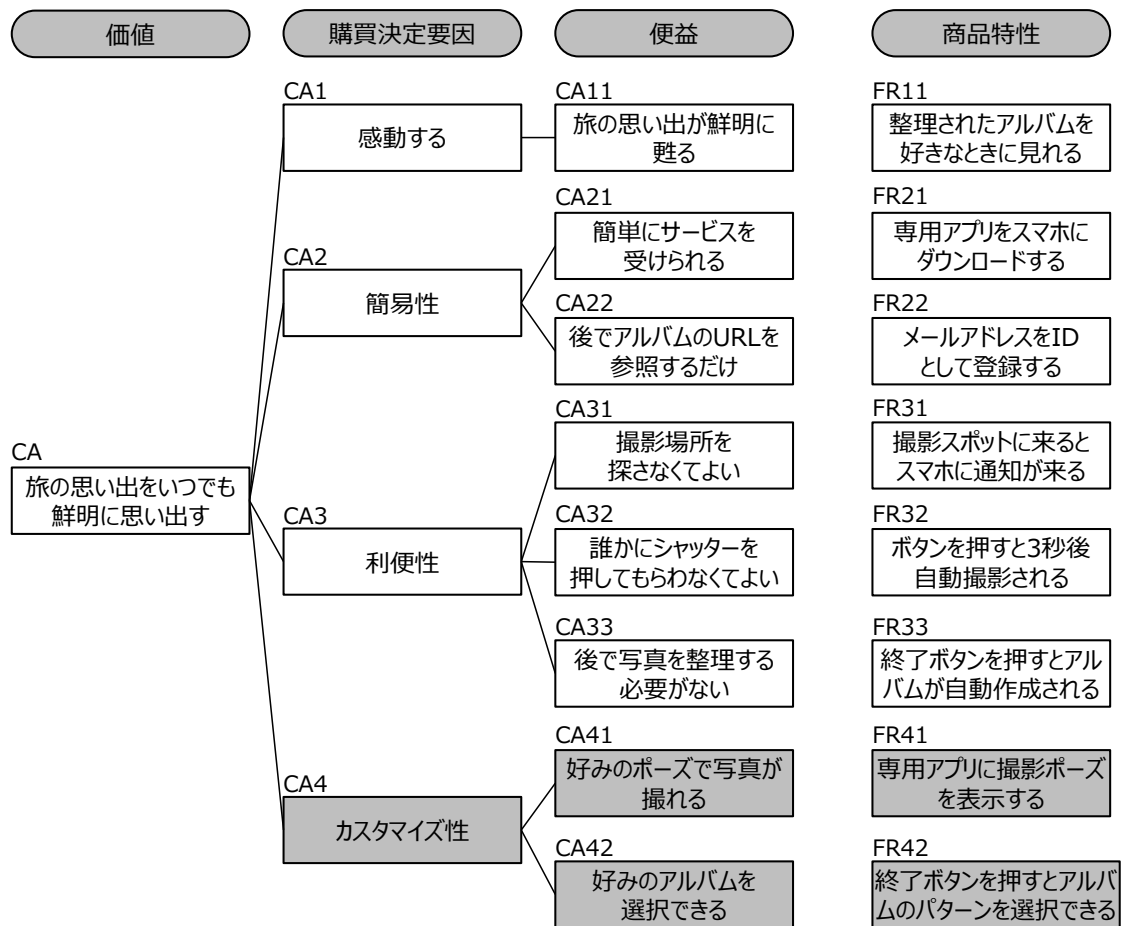 価値
購買決定要因
便益
商品特性
CA
旅の思い出をいつでも
鮮明に思い出す
CA1
感動する
CA2
簡易性
CA3
利便性
CA4
カスタマイズ性
CA11
旅の思い出が鮮明に
甦る
CA21
簡単にサービスを
受けられる
CA22
後でアルバムのURLを
参照するだけ
CA31
撮影場所を
探さなくてよい
CA32
誰かにシャッターを
押してもらわなくてよい
CA33
後で写真を整理する
必要がない
CA41
好みのポーズで写真が
撮れる
CA42
好みのアルバムを
選択できる
FR11
整理されたアルバムを
好きなときに見れる
FR21
専用アプリをスマホに
ダウンロードする
FR22
メールアドレスをID
として登録する
FR31
撮影スポットに来ると
スマホに通知が来る
FR32
ボタンを押すと3秒後
自動撮影される
FR33
終了ボタンを押すとアル
バムが自動作成される
FR41
専用アプリに撮影ポーズ
を表示する
FR42
終了ボタンを押すとアルバ
ムのパターンを選択できる